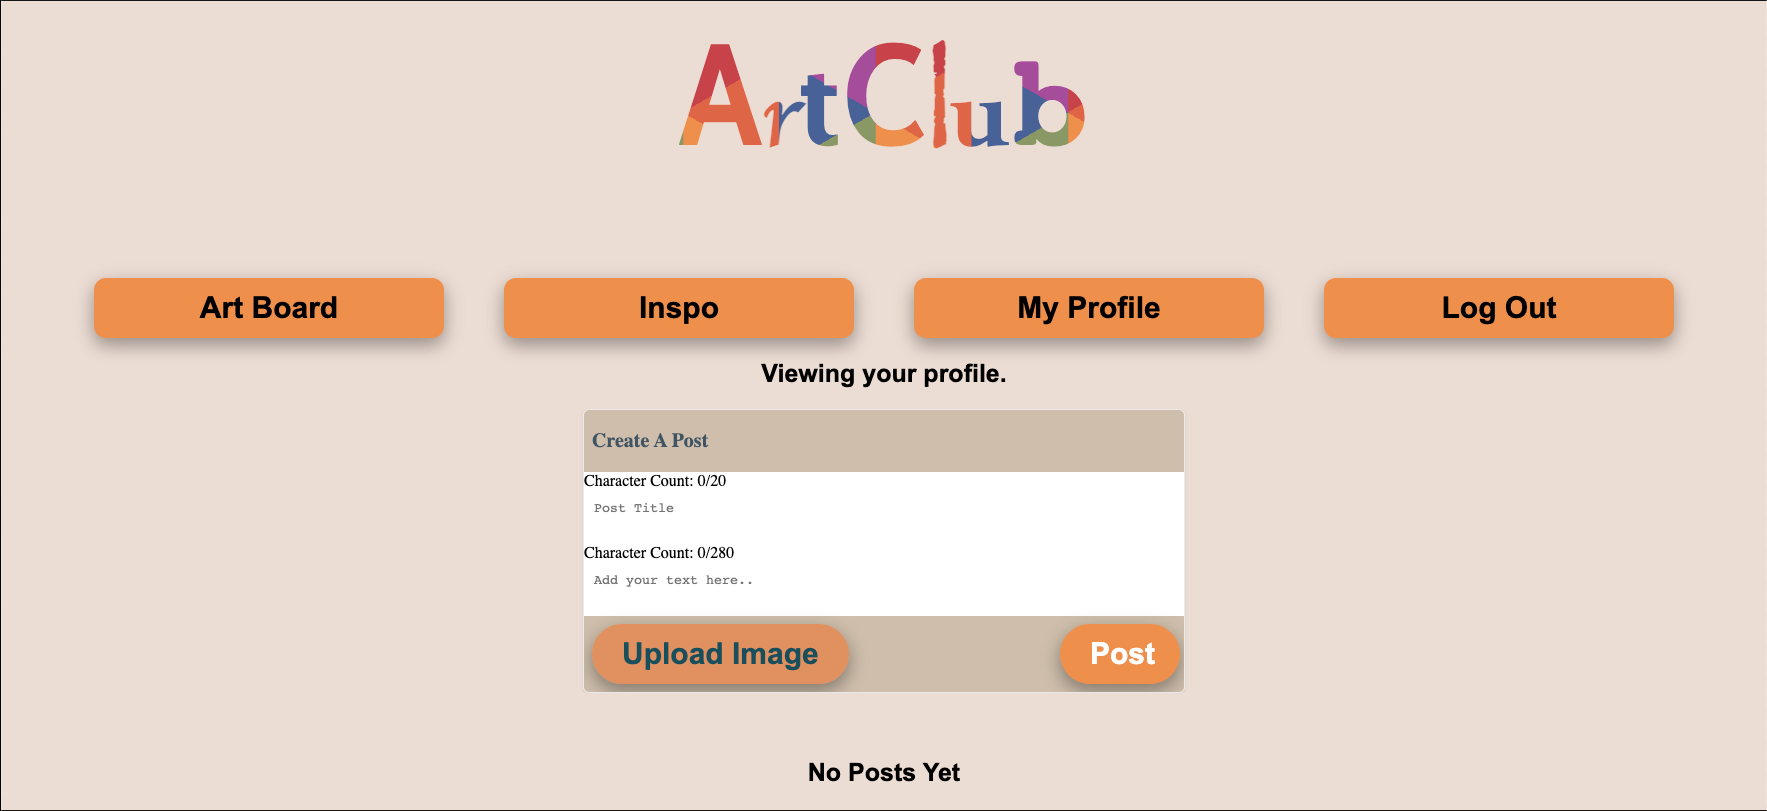 ArtClub
Art Board
Inspo
My Profile
Log Out
Viewing your profile.
Create A Post
Character Count: 0/20
Post Title
Character Count: 0/280
Add your text here..
Upload Image
Post
No Posts Yet